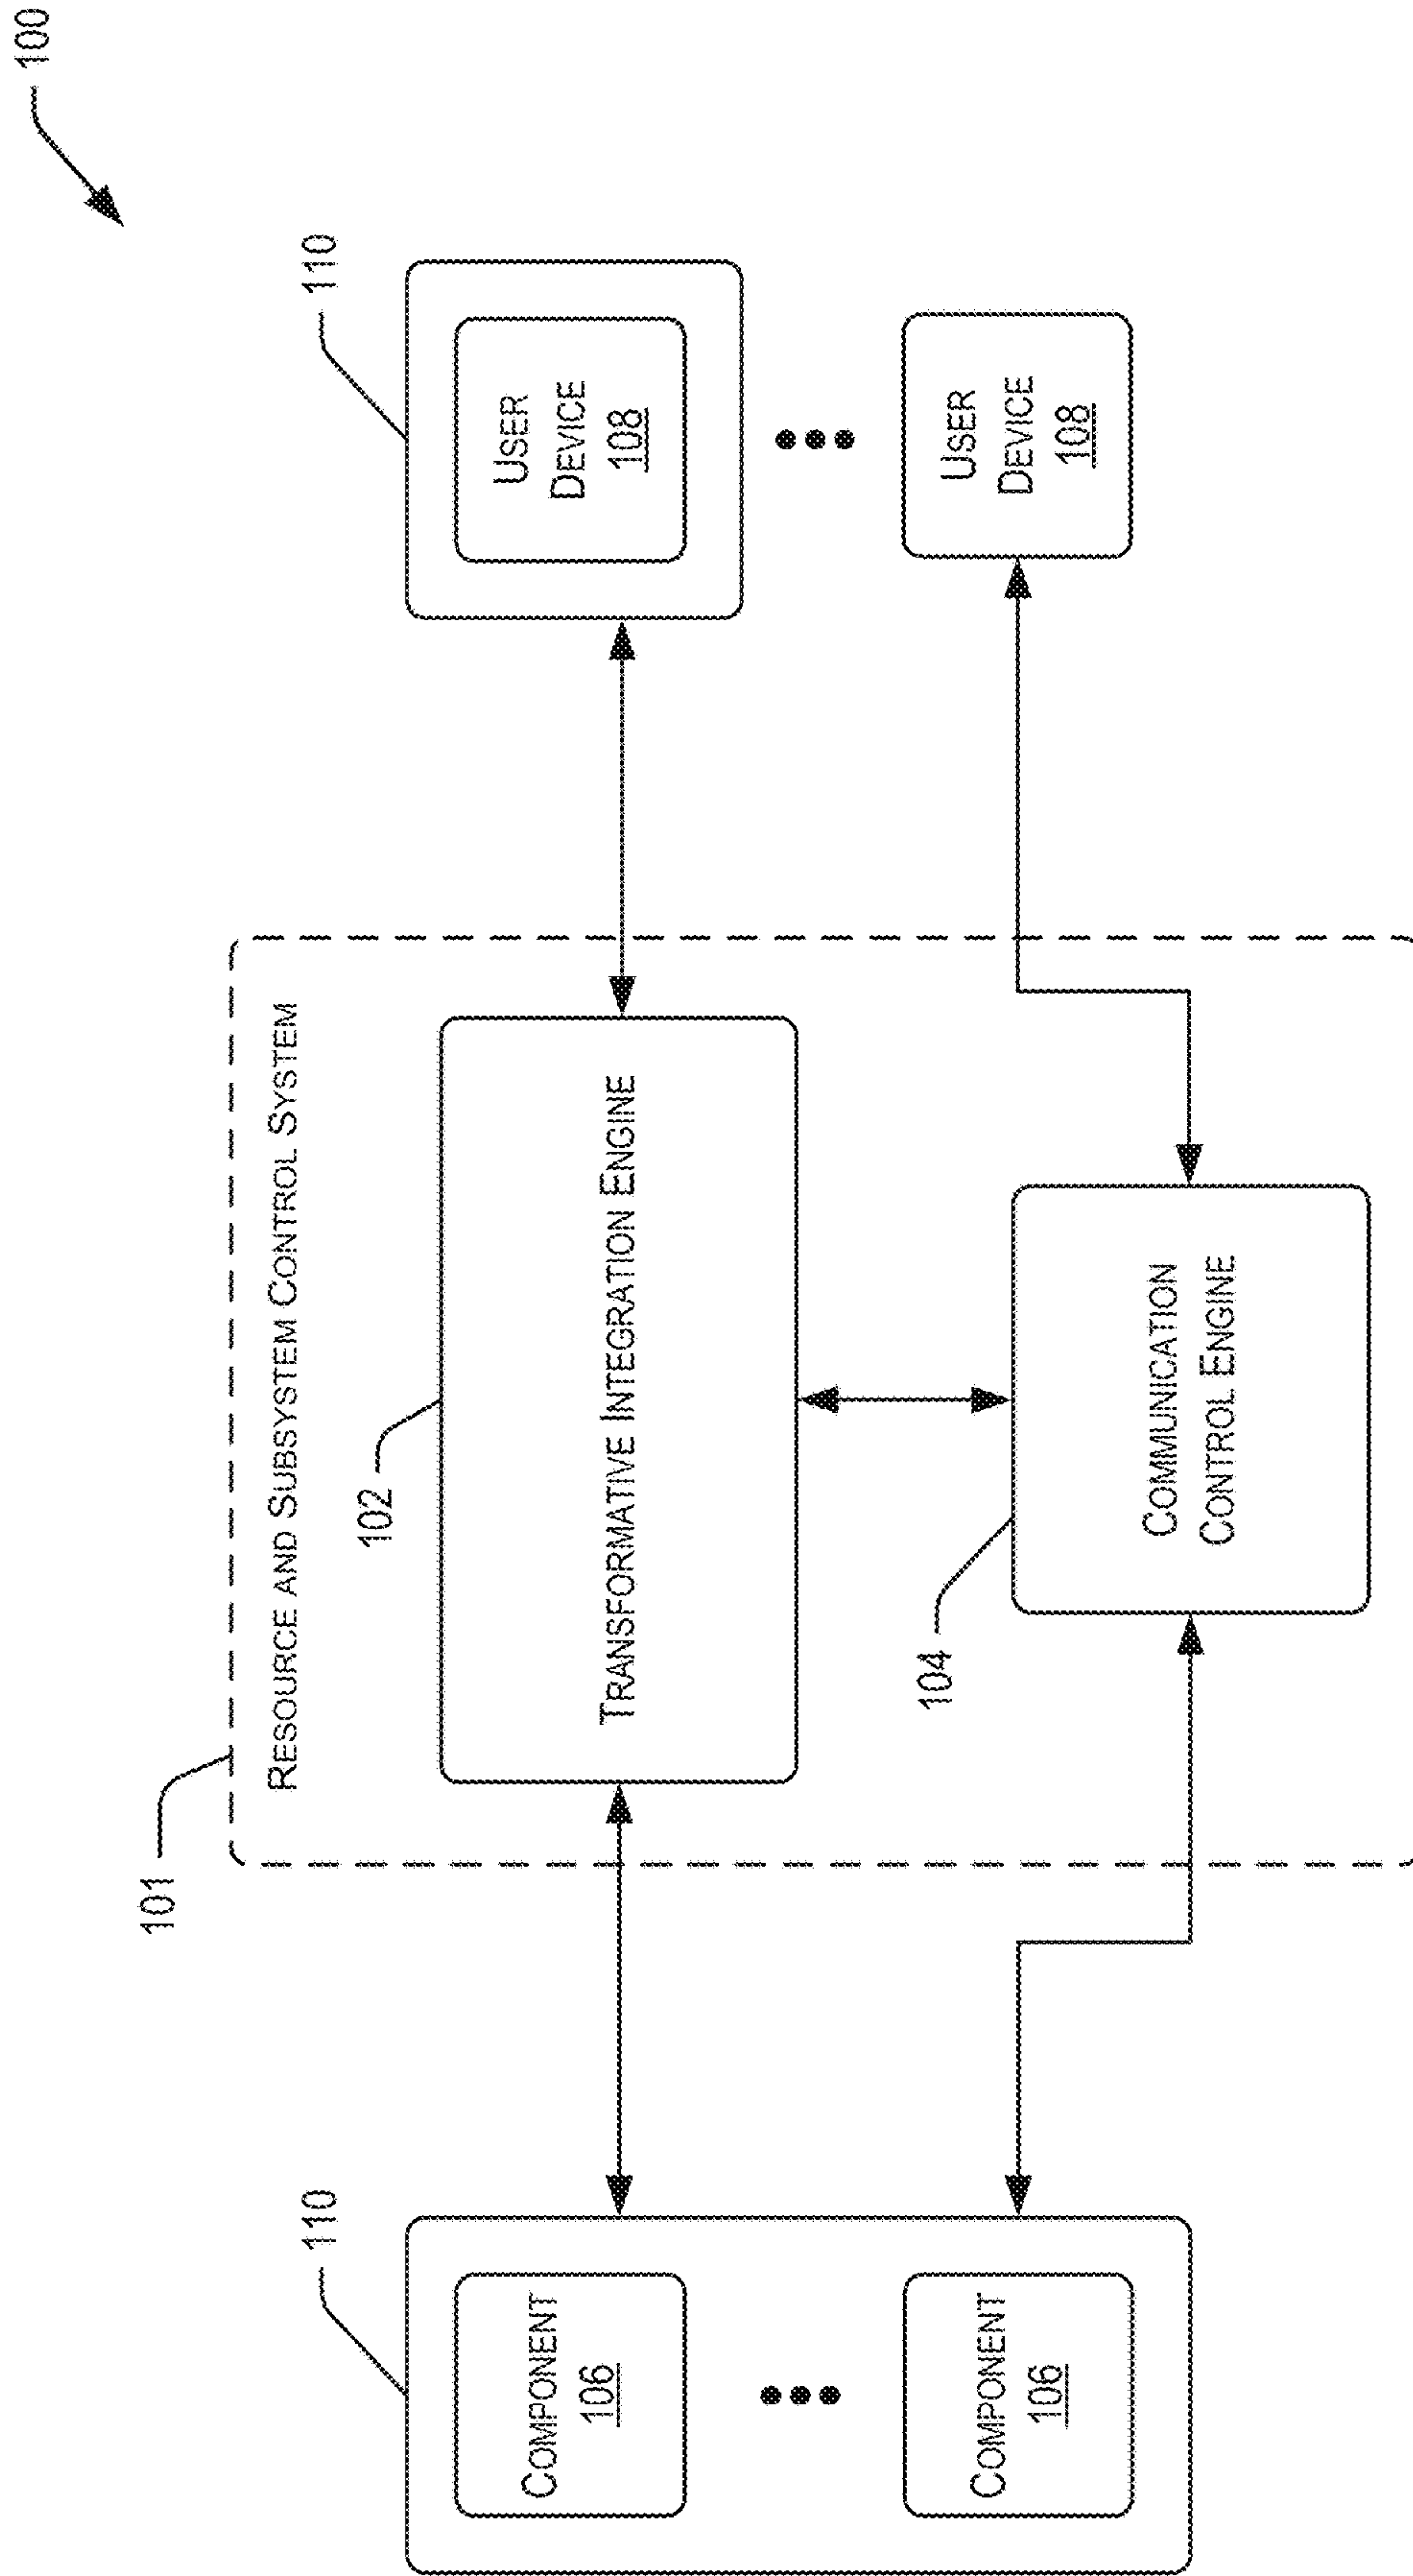 100
101
RESOURCE AND SUBSYSTEM CONTROL SYSTEM
110
COMPONENT
106
COMPONENT
106
102
TRANSFORMATIVE INTEGRATION ENGINE
104
COMMUNICATION
CONTROL ENGINE
110
USER
DEVICE
108
USER
DEVICE
108